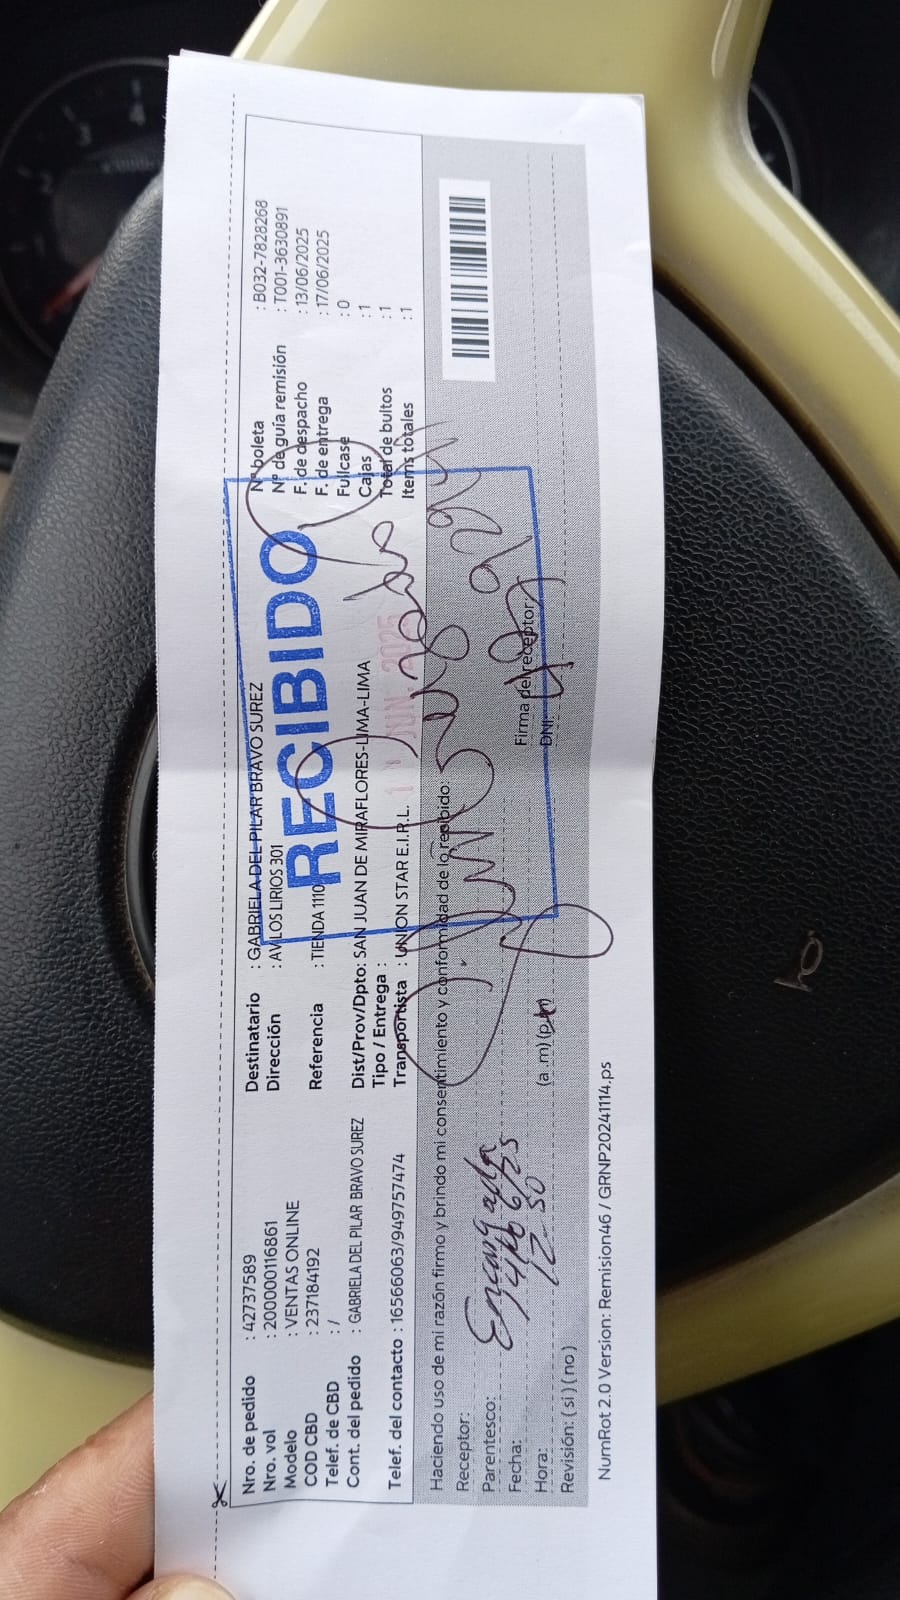 Nro. de pedido : 42737589
Nro. vol : 200000116861
Modelo : VENTAS ONLINE
COD CBD : 237184192
Telef. de CBD : /
Cont. del pedido : GABRIELA DEL PILAR BRAVO SUREZ
Telef. del contacto : 16566063/949757474
Destinatario : GABRIELA DEL PILAR BRAVO SUREZ
Dirección : AV LOS LIRIOS 301
Referencia : TIENDA 1110
Dist/Prov/Dpto: SAN JUAN DE MIRAFLORES-LIMA-LIMA
Tipo / Entrega :
Transportista : UNION STAR E.I.R.L.
N° boleta : B032-7828268
N° de guía remisión : T001-3630891
F. de despacho : 13/06/2025
F. de entrega : 17/06/2025
Fullcase : 0
Cajas : 1
Total de bultos : 1
Items totales : 1
RECIBIDO
JUN. 2025
Haciendo uso de mi razón firmo y brindo mi consentimiento y conformidad de lo recibido:
Receptor:
Parentesco:
Fecha:
Hora: 12 50 (a .m) (p.m)
Revisión: ( si ) ( no )
Firma del receptor
DNI:
NumRot 2.0 Version: Remision46 / GRNP20241114.ps